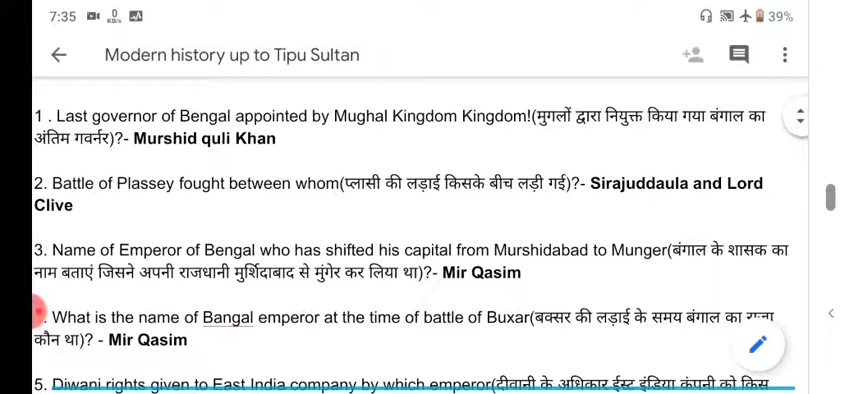 7:35 0 KB/s 39%
Modern history up to Tipu Sultan
1 . Last governor of Bengal appointed by Mughal Kingdom Kingdom!(मुगलों द्वारा नियुक्त किया गया बंगाल का
अंतिम गवर्नर)?- Murshid quli Khan
2. Battle of Plassey fought between whom(प्लासी की लड़ाई किसके बीच लड़ी गई)?- Sirajuddaula and Lord
Clive
3. Name of Emperor of Bengal who has shifted his capital from Murshidabad to Munger(बंगाल के शासक का
नाम बताएं जिसने अपनी राजधानी मुर्शिदाबाद से मुंगेर कर लिया था)?- Mir Qasim
. What is the name of Bangal emperor at the time of battle of Buxar(बक्सर की लड़ाई के समय बंगाल का
कौन था)? - Mir Qasim
5. Diwani rights given to East India company by which emperor(दीवानी के अधिकार ईस्ट इंडिया कंपनी को किस